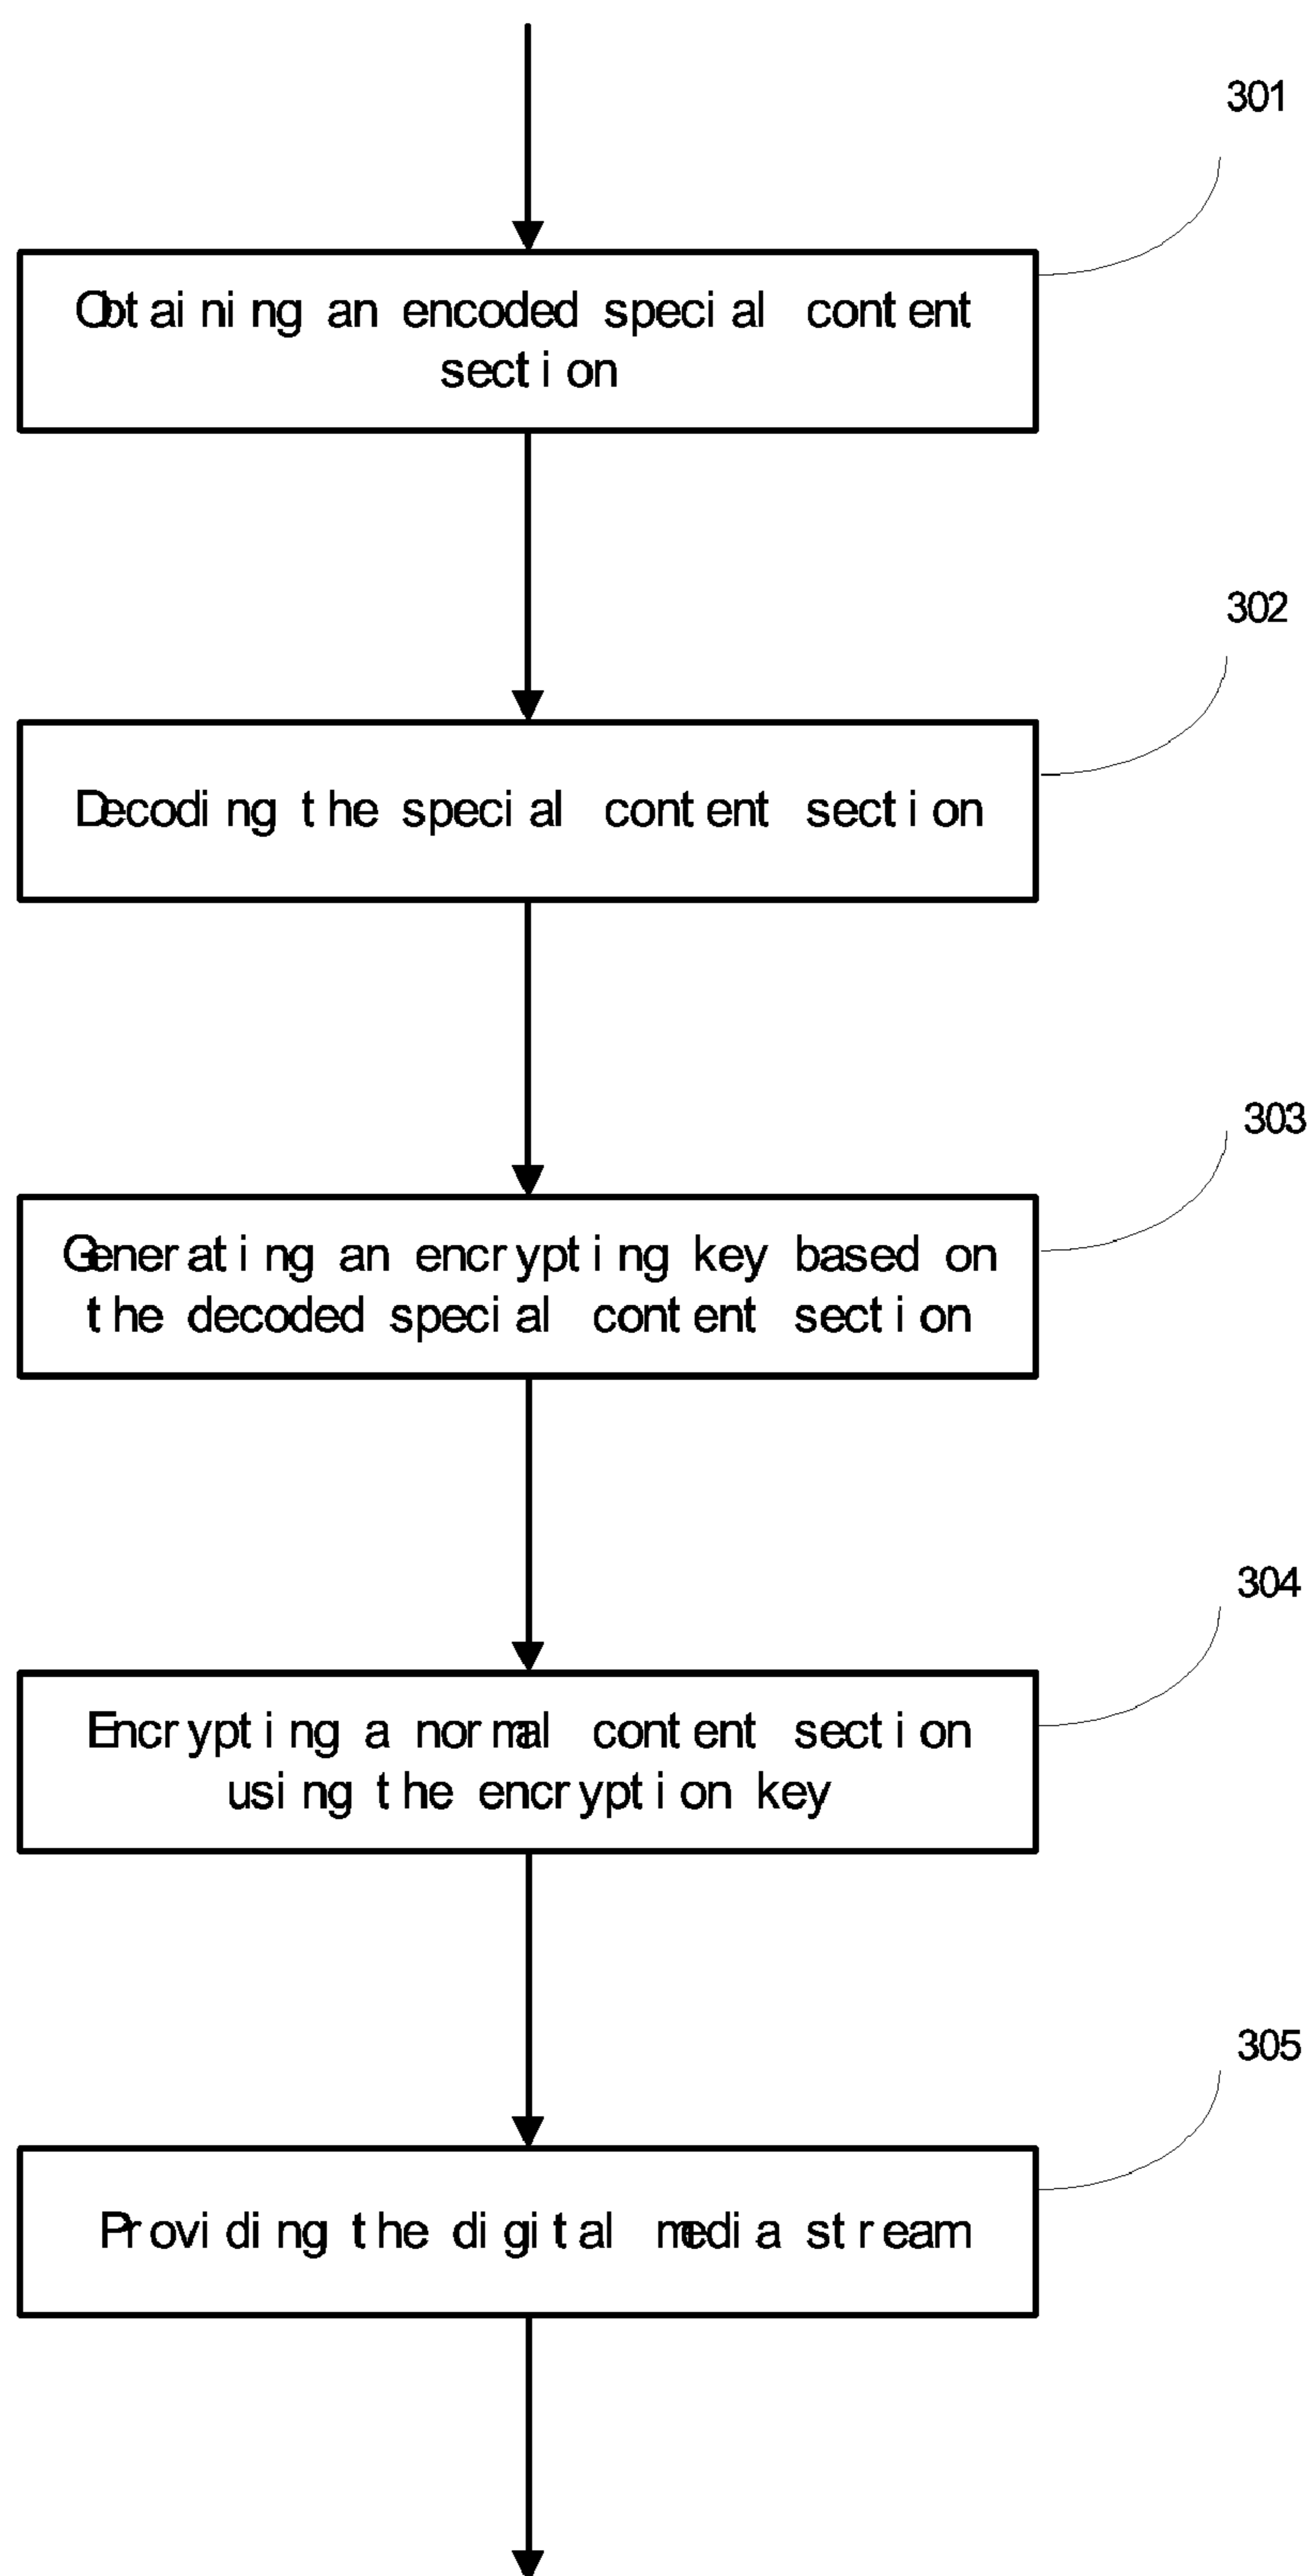 301
Obtaining an encoded special content
section
302
Decoding the special content section
303
Generating an encrypting key based on
the decoded special content section
304
Encrypting a normal content section
using the encryption key
305
Providing the digital media stream